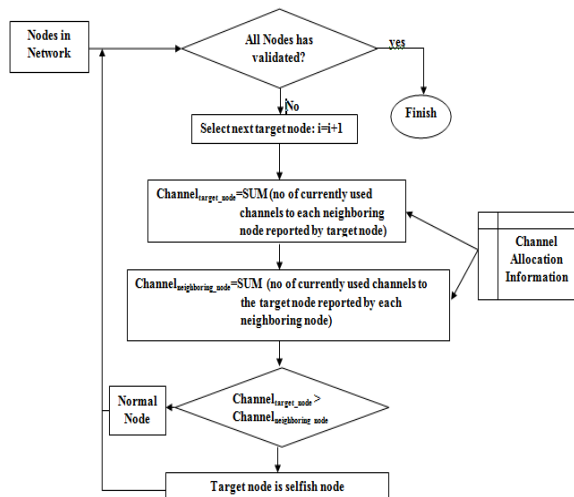 Nodes in
Network
All Nodes has
validated?
yes
Finish
No
Select next target node: i=i+1
Channeltarget_node=SUM (no of currently used
channels to each neighboring
node reported by target node)
Channel
Allocation
Information
Channelneighboring_node=SUM (no of currently used channels to
the target node reported by each
neighboring node)
Normal
Node
Channeltarget_node >
Channelneighboring_node
Target node is selfish node